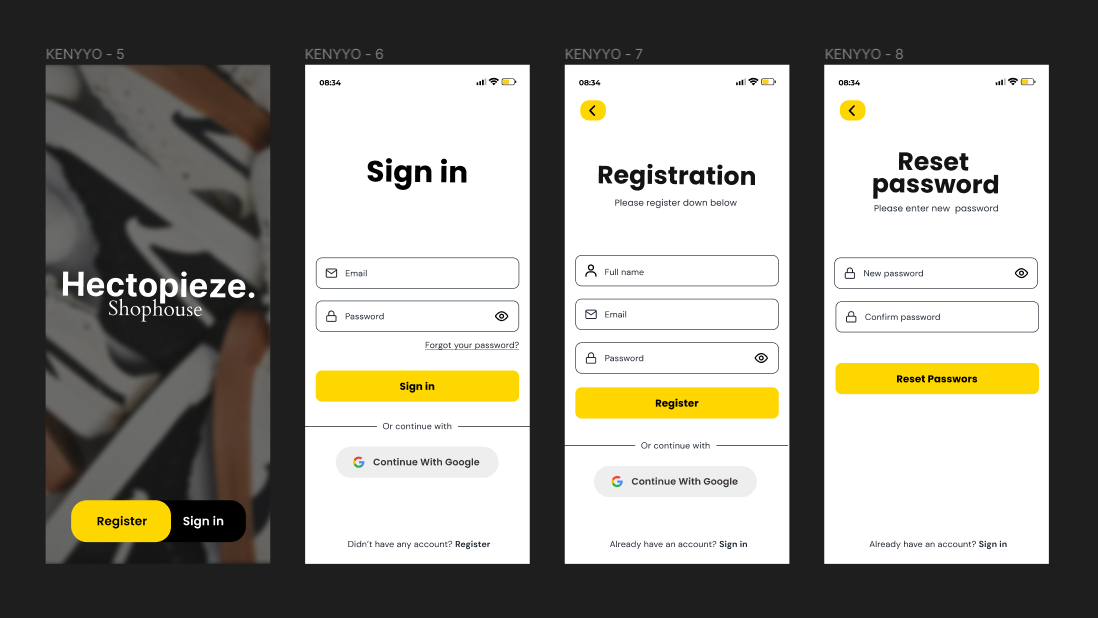 KENYYO - 5
Hectopieze.
Shophouse
Register
Sign in
KENYYO - 6
08:34
Sign in
Email
Password
Forgot your password?
Sign in
Or continue with
Continue With Google
Didn't have any account? Register
KENYYO - 7
08:34
Registration
Please register down below
Full name
Email
Password
Register
Or continue with
Continue With Google
Already have an account? Sign in
KENYYO - 8
08:34
Reset
password
Please enter new password
New password
Confirm password
Reset Passwors
Already have an account? Sign in